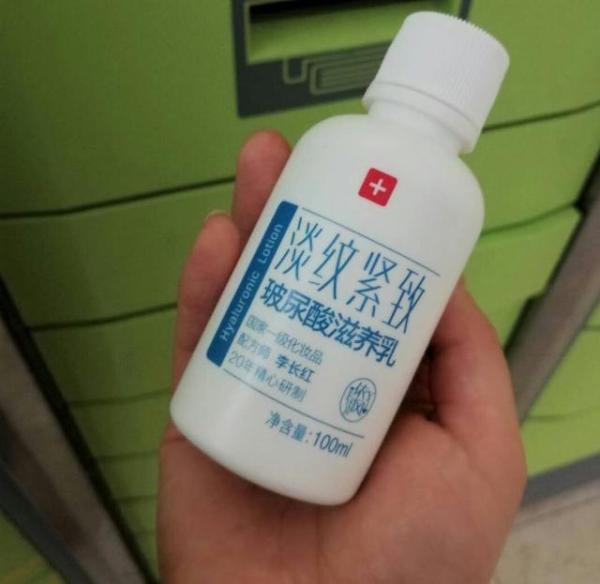 淡纹紧致
玻尿酸滋养乳
Hyaluronic Lotion
国家一级化妆品
配方师 李长红
20年精心研制
净含量:100ml